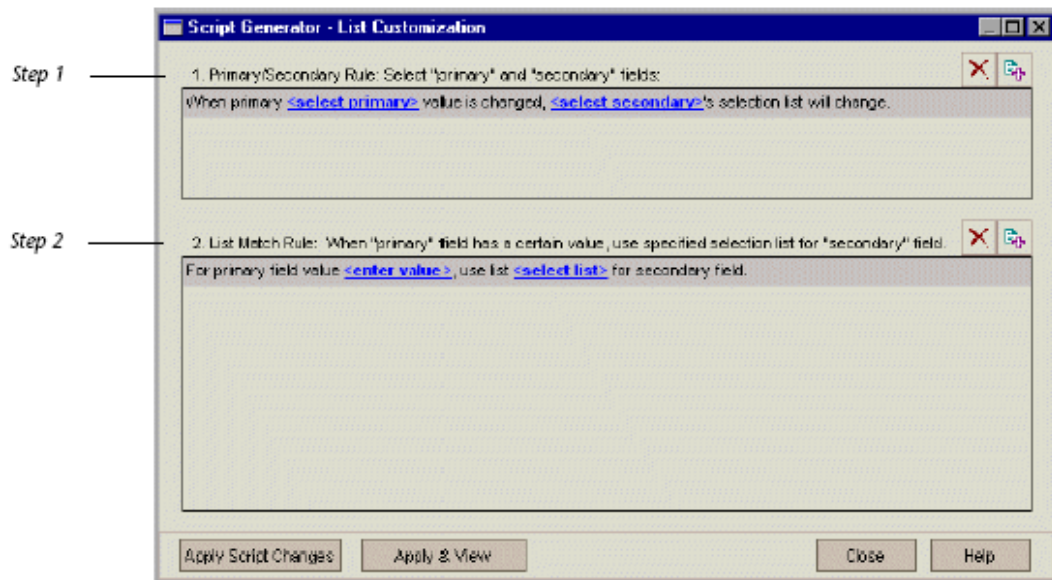 Script Generator - List Customization
Step 1
1. Primary/Secondary Rule: Select "primary" and "secondary" fields:
When primary <select primary> value is changed, <select secondary>'s selection list will change.
Step 2
2. List Match Rule: When "primary" field has a certain value, use specified selection list for "secondary" field.
For primary field value <enter value>, use list <select list> for secondary field.
Apply Script Changes
Apply & View
Close
Help